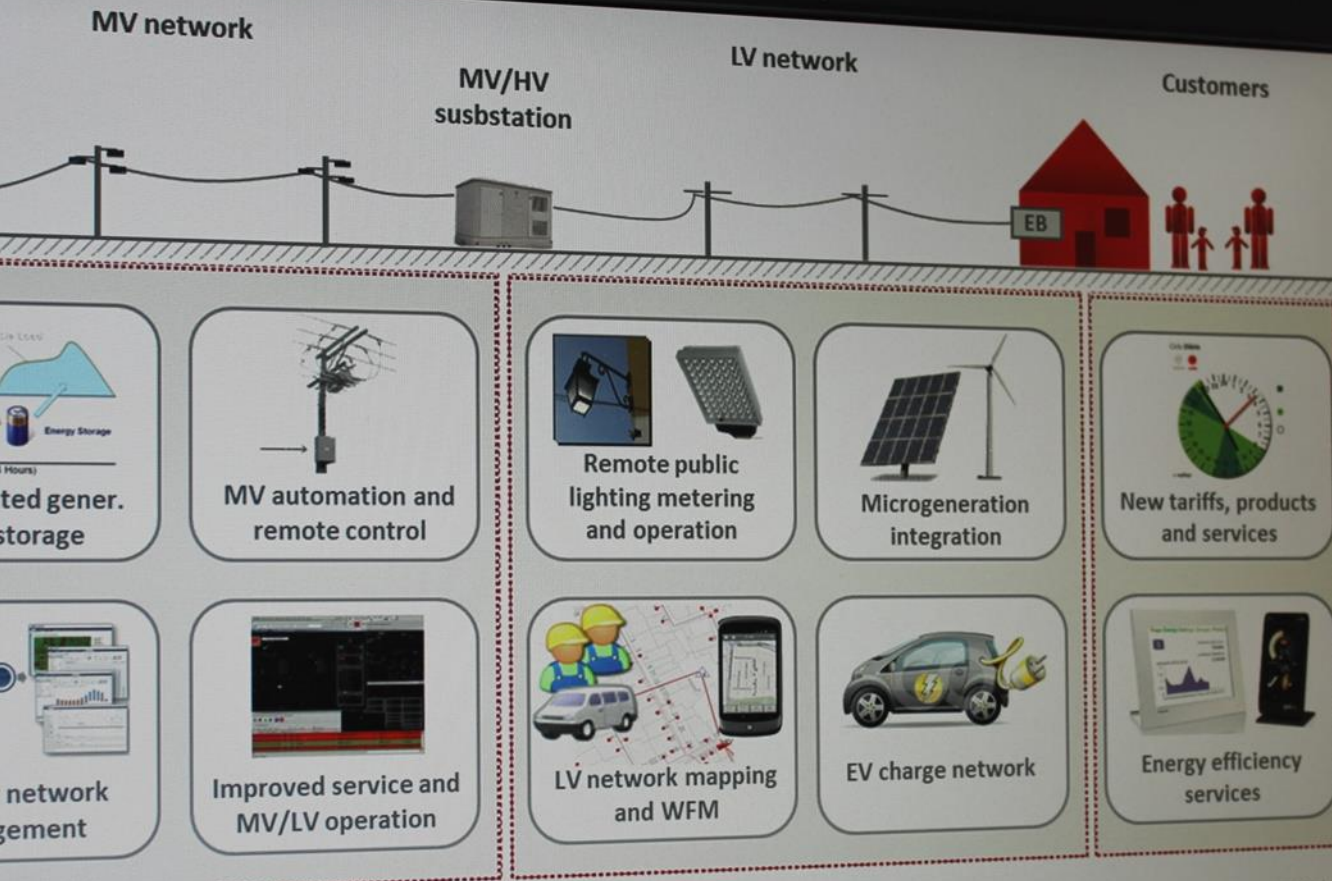 MV network
MV/HV
susbstation
LV network
Customers
EB
Energy Storage
Hours)
ted gener.
storage
MV automation and
remote control
Remote public
lighting metering
and operation
Microgeneration
integration
New tariffs, products
and services
network
gement
Improved service and
MV/LV operation
LV network mapping
and WFM
EV charge network
Energy efficiency
services